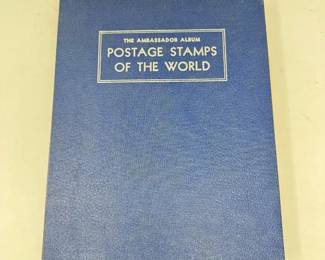 THE AMBASSADOR ALBUM
POSTAGE STAMPS
OF THE WORLD